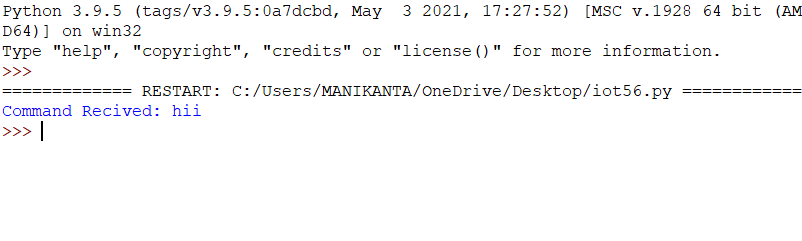 Python 3.9.5 (tags/v3.9.5:0a7dcbd, May  3 2021, 17:27:52) [MSC v.1928 64 bit (AM
D64)] on win32
Type "help", "copyright", "credits" or "license()" for more information.
>>>
============= RESTART: C:/Users/MANIKANTA/OneDrive/Desktop/iot56.py ============
Command Recived: hii
>>>